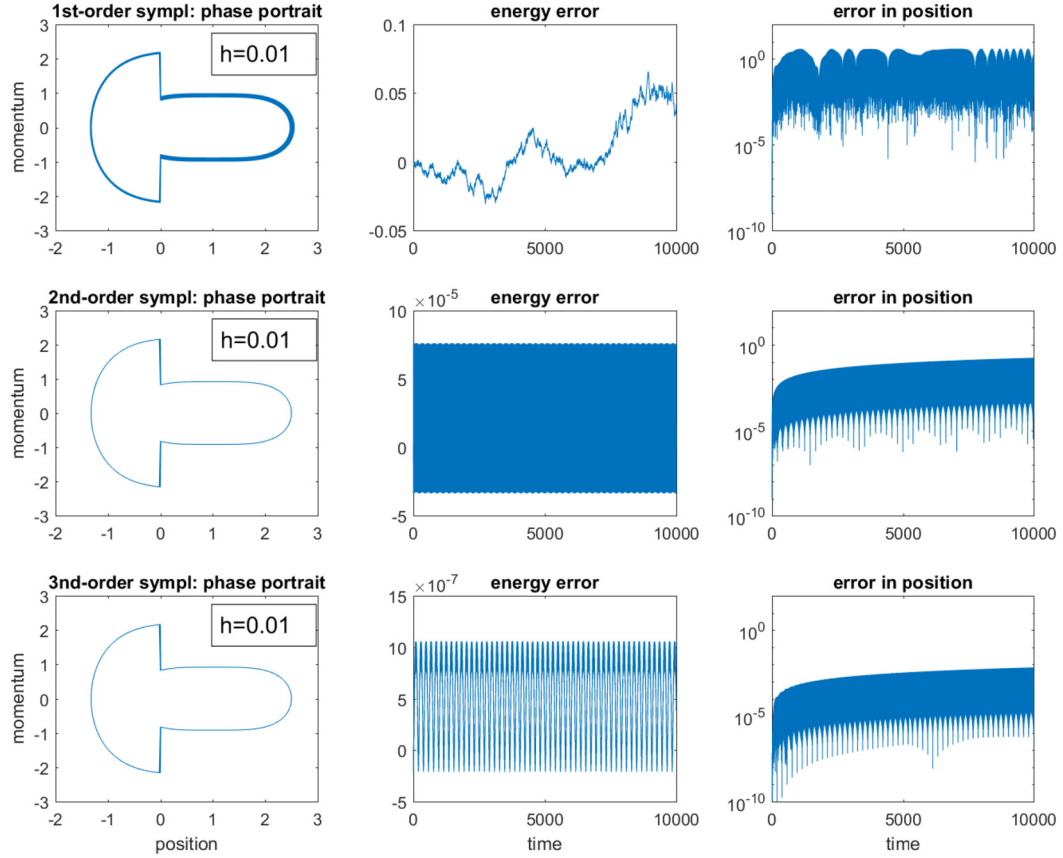 1st-order sympl: phase portrait
energy error
error in position
h=0.01
momentum
3
2
1
0
-1
-2
-3
-2 -1 0 1 2 3
0.1
0.05
0
-0.05
0 5000 10000
10^0
10^-5
10^-10
0 5000 10000
2nd-order sympl: phase portrait
energy error
error in position
h=0.01
momentum
3
2
1
0
-1
-2
-3
-2 -1 0 1 2 3
×10^-5
10
5
0
-5
0 5000 10000
10^0
10^-5
10^-10
0 5000 10000
3nd-order sympl: phase portrait
energy error
error in position
h=0.01
momentum
3
2
1
0
-1
-2
-3
-2 -1 0 1 2 3
position
×10^-7
15
10
5
0
-5
0 5000 10000
time
10^0
10^-5
10^-10
0 5000 10000
time